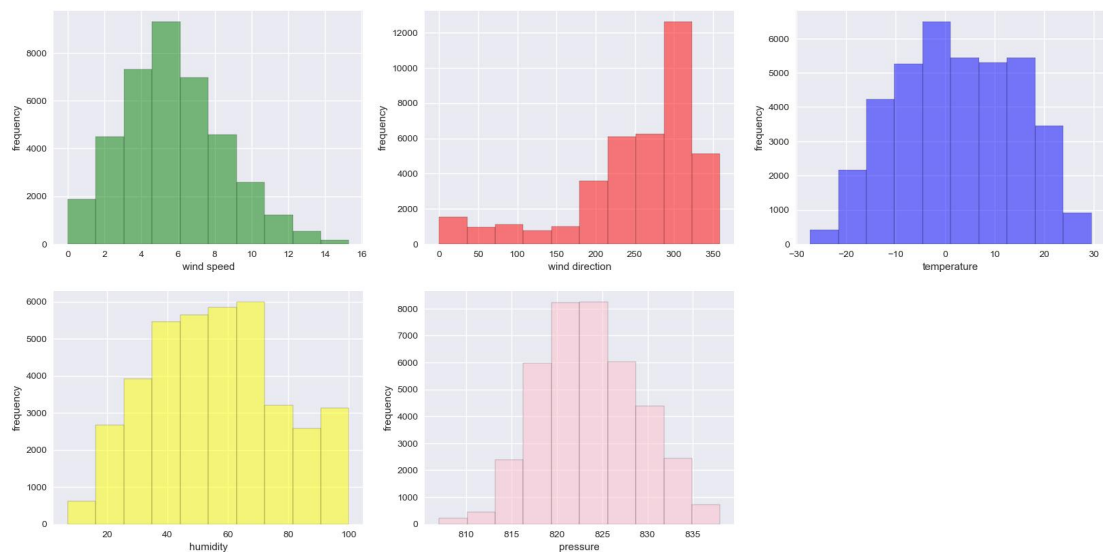 frequency
8000
6000
4000
2000
0
0 2 4 6 8 10 12 14 16
wind speed
frequency
12000
10000
8000
6000
4000
2000
0
0 50 100 150 200 250 300 350
wind direction
frequency
6000
5000
4000
3000
2000
1000
0
−30 −20 −10 0 10 20 30
temperature
frequency
6000
5000
4000
3000
2000
1000
0
20 40 60 80 100
humidity
frequency
8000
7000
6000
5000
4000
3000
2000
1000
0
810 815 820 825 830 835
pressure